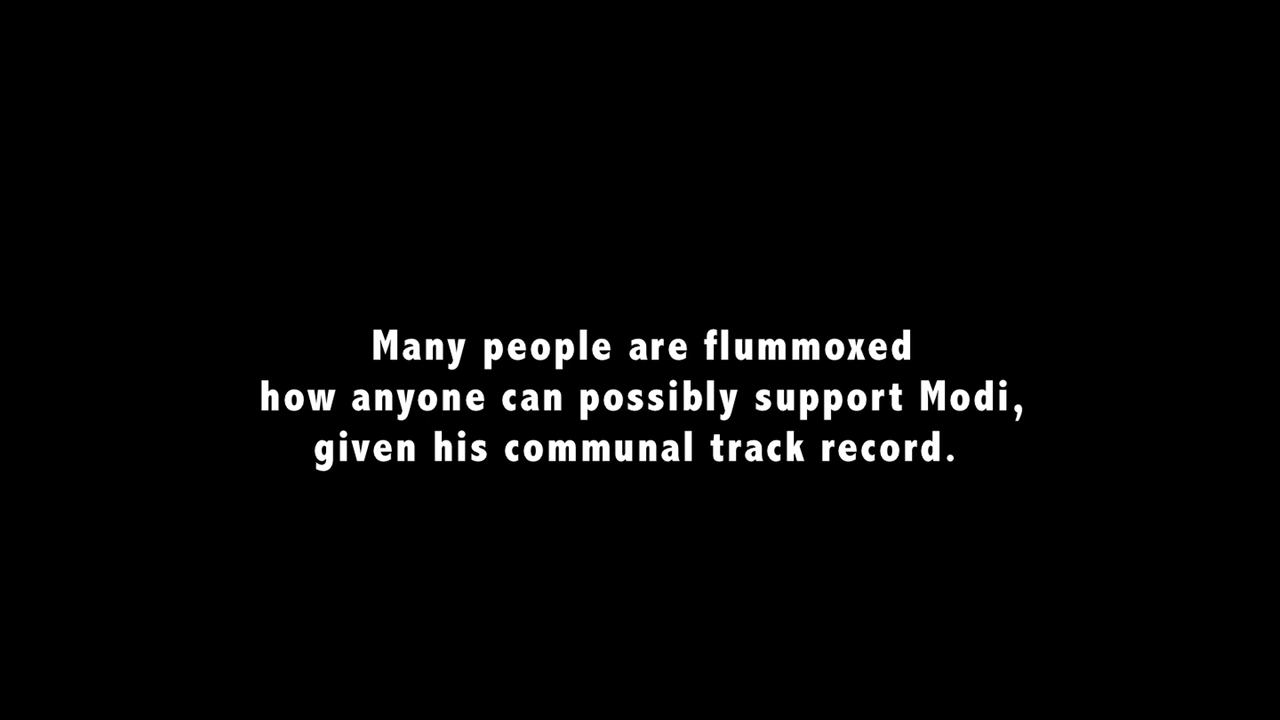 Many people are flummoxed
how anyone can possibly support Modi,
given his communal track record.